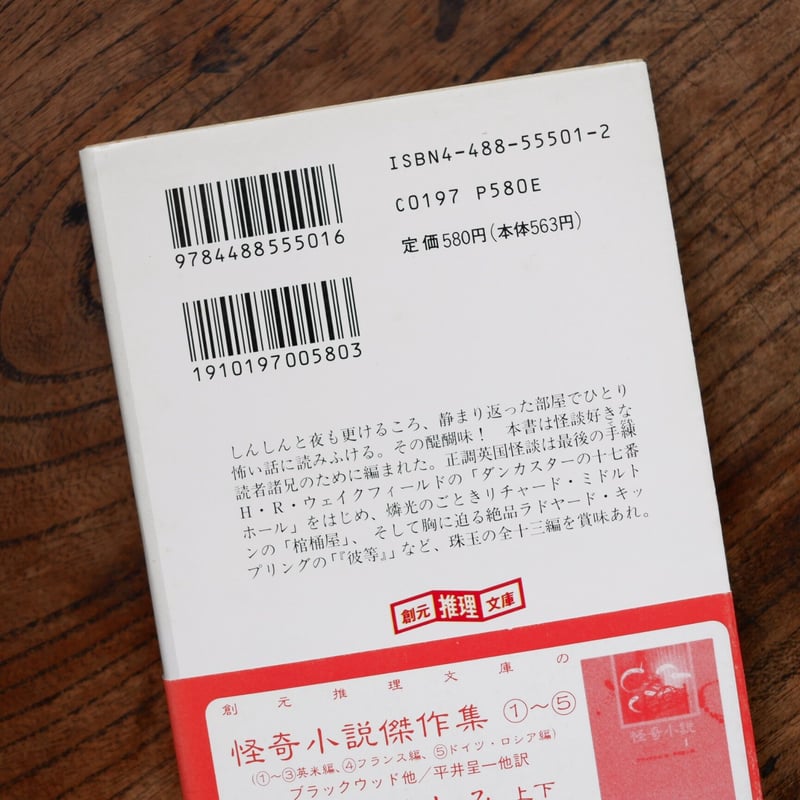 ISBN4-488-55501-2
C0197 P580E
定価580円(本体563円)
9784488555016
1910197005803
しんしんと夜も更けるころ、静まり返った部屋でひとり
怖い話に読みふける。その醍醐味！　本書は怪談好きな
読者諸兄のために編まれた。正調英国怪談は最後の手練
H・R・ウェイクフィールドの「ダンカスターの十七番
ホール」をはじめ、燐光のごときリチャード・ミドルト
ンの「棺桶屋」、そして胸に迫る絶品ラドヤード・キッ
プリングの「『彼等』」など、珠玉の全十三編を賞味あれ。
創元推理文庫
創元推理文庫の
怪奇小説傑作集 ①〜⑤
(①〜③英米編、④フランス編、⑤ドイツ・ロシア編)
ブラックウッド他／平井呈一他訳
上下
怪奇小説